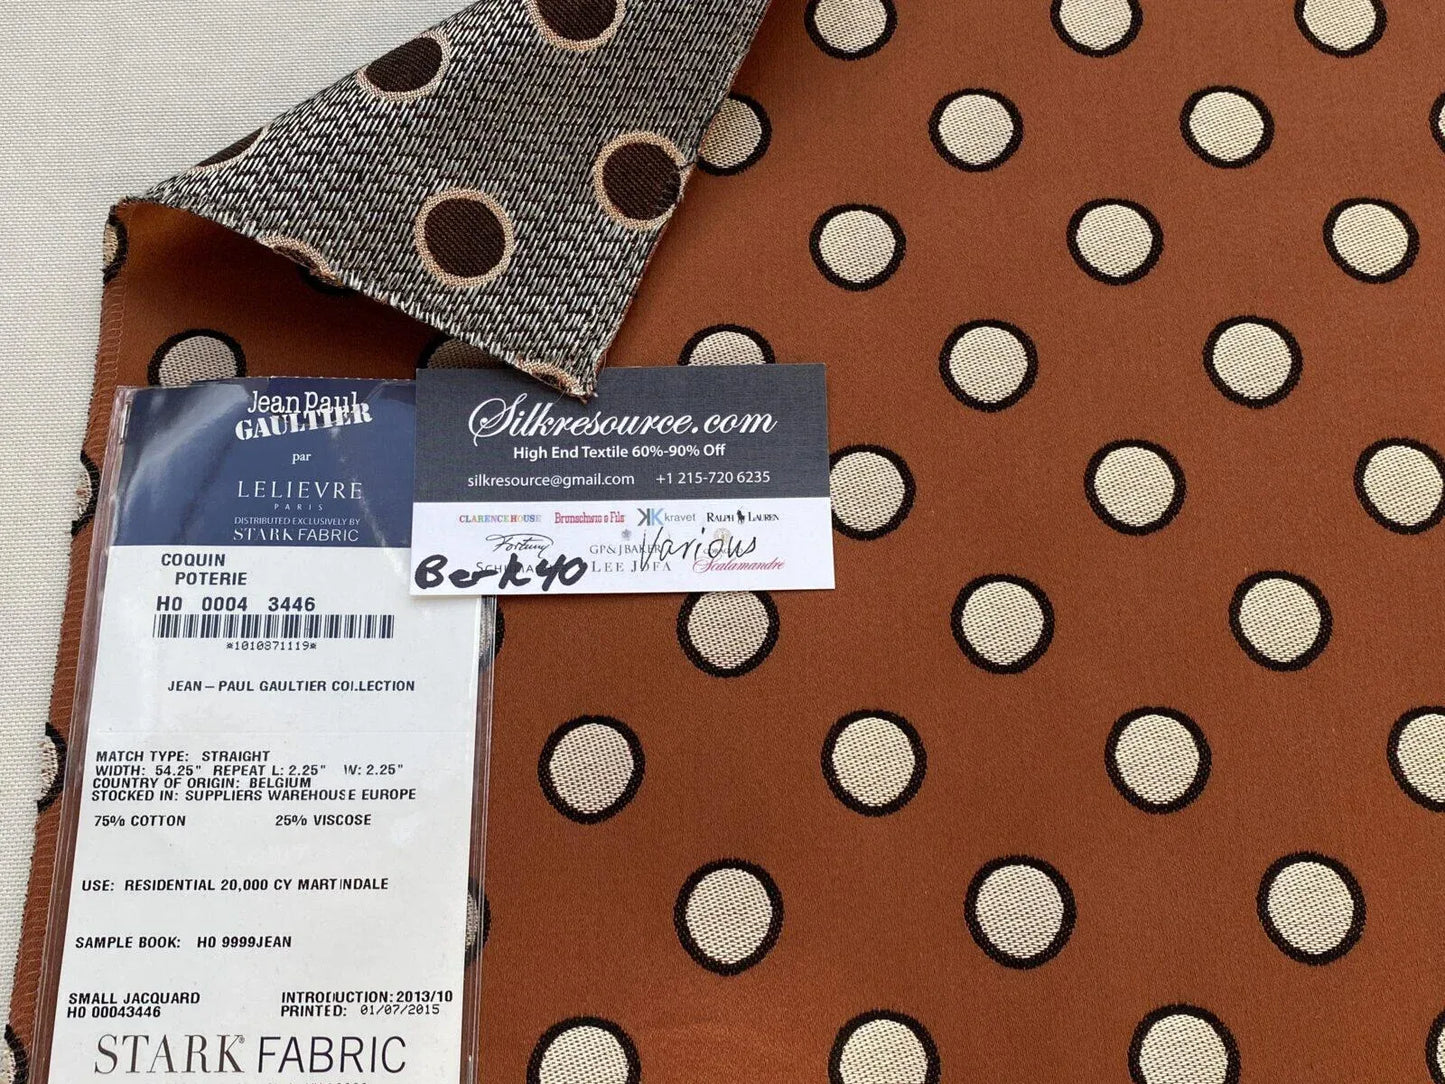 Jean Paul
GAULTIER
par
LELIEVRE
PARIS
DISTRIBUTED EXCLUSIVELY BY
STARK FABRIC
COQUIN
POTERIE
H0 0004 3446
*1010871119*
JEAN-PAUL GAULTIER COLLECTION
MATCH TYPE: STRAIGHT
WIDTH: 54.25" REPEAT L: 2.25" W: 2.25"
COUNTRY OF ORIGIN: BELGIUM
STOCKED IN: SUPPLIERS WAREHOUSE EUROPE
75% COTTON 25% VISCOSE
USE: RESIDENTIAL 20,000 CY MARTINDALE
SAMPLE BOOK: H0 9999JEAN
SMALL JACQUARD INTRODUCTION: 2013/10
H0 00043446 PRINTED: 01/07/2015
STARK® FABRIC
Silkresource.com
High End Textile 60%-90% Off
silkresource@gmail.com +1 215-720 6235
CLARENCE HOUSE Brunschwig & Fils kravet RALPH LAUREN
Fortuny GP & J BAKER Various
Berk40 LEE JOFA Scalamandre